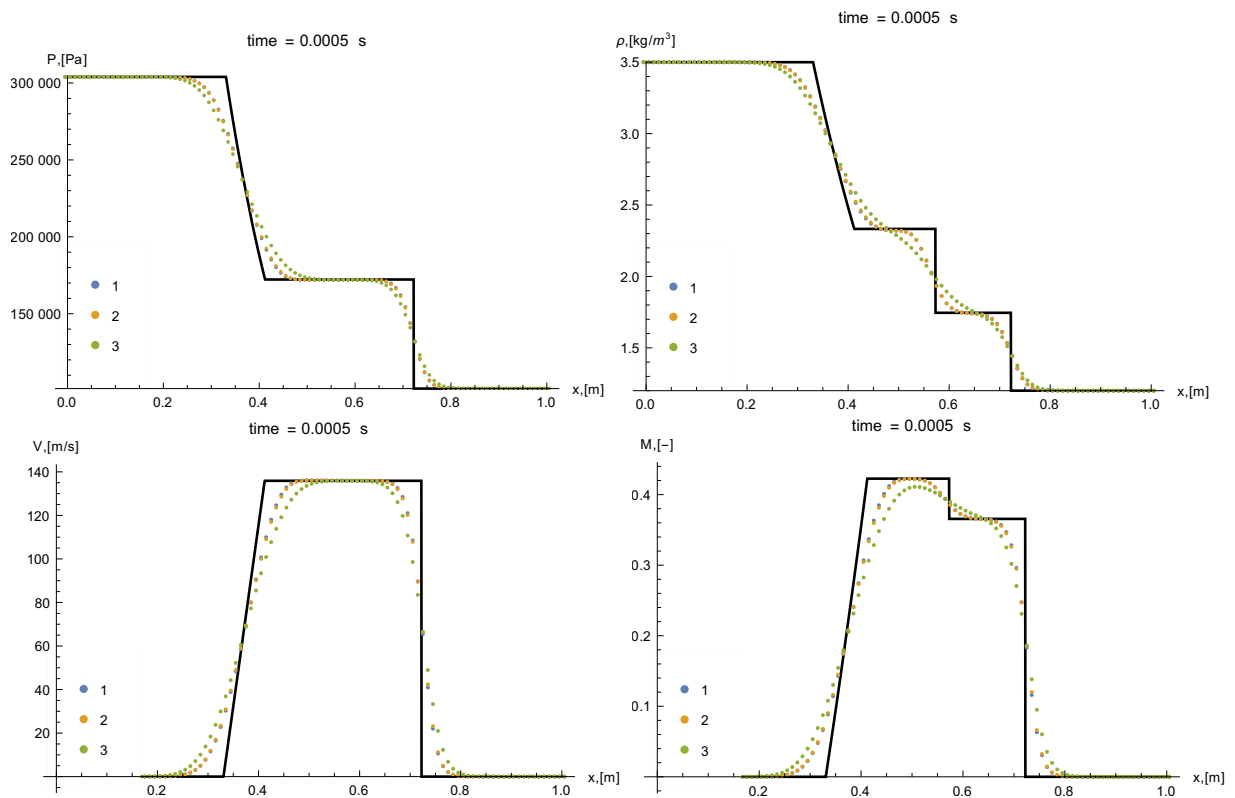 time = 0.0005 s
P,[Pa]
300 000
250 000
200 000
150 000
1
2
3
0.0 0.2 0.4 0.6 0.8 1.0
x,[m]
time = 0.0005 s
ρ,[kg/m³]
3.5
3.0
2.5
2.0
1.5
1
2
3
0.0 0.2 0.4 0.6 0.8 1.0
x,[m]
time = 0.0005 s
V,[m/s]
140
120
100
80
60
40
20
1
2
3
0.2 0.4 0.6 0.8 1.0
x,[m]
time = 0.0005 s
M,[-]
0.4
0.3
0.2
0.1
1
2
3
0.2 0.4 0.6 0.8 1.0
x,[m]